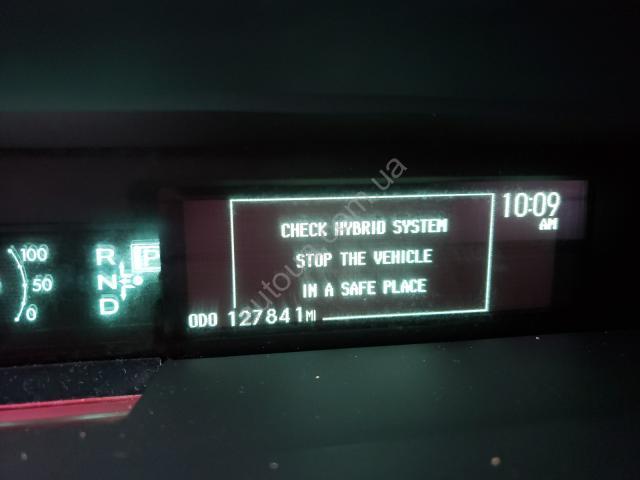 10:09
AM
CHECK HYBRID SYSTEM
STOP THE VEHICLE
IN A SAFE PLACE
ODO 127841 MI
100
50
0
R
N
D
P
autoua.com.ua